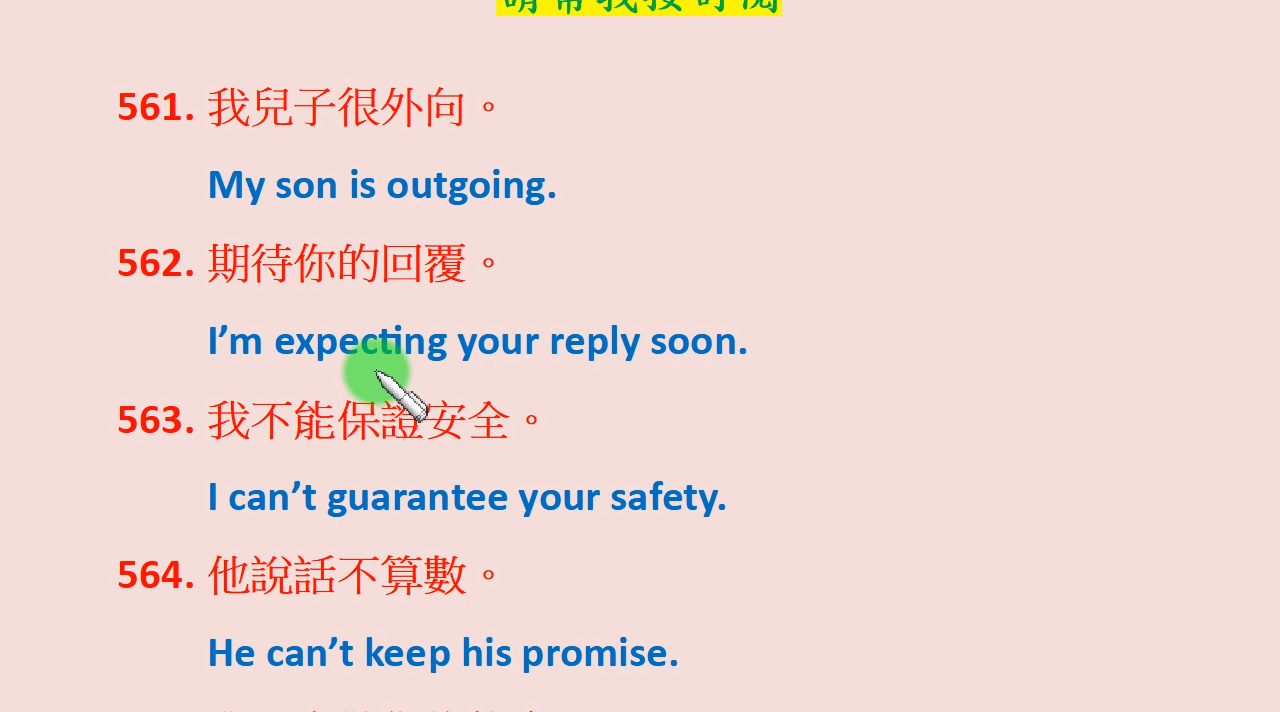 561. 我兒子很外向。
My son is outgoing.
562. 期待你的回覆。
I’m expecting your reply soon.
563. 我不能保證安全。
I can’t guarantee your safety.
564. 他說話不算數。
He can’t keep his promise.